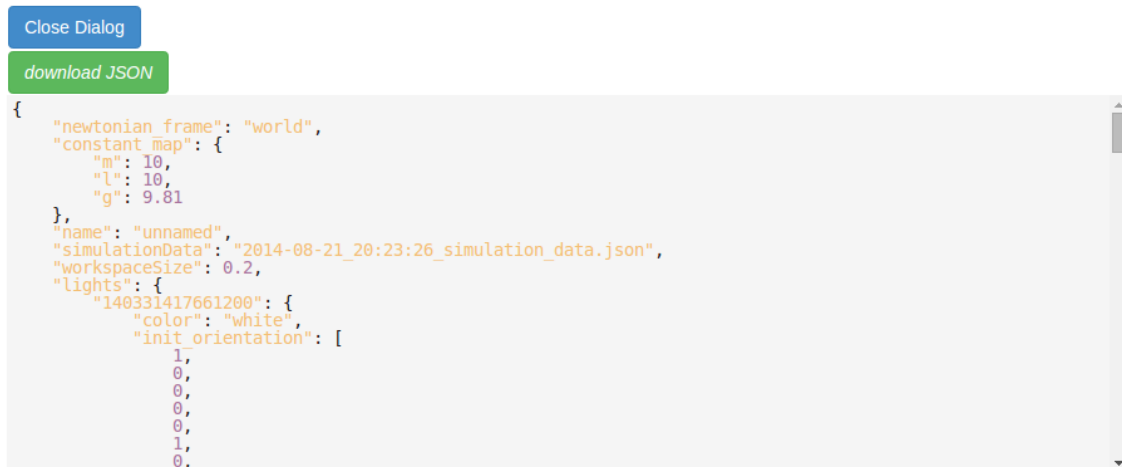 Close Dialog
download JSON
{
    "newtonian_frame": "world",
    "constant_map": {
        "m": 10,
        "l": 10,
        "g": 9.81
    },
    "name": "unnamed",
    "simulationData": "2014-08-21_20:23:26_simulation_data.json",
    "workspaceSize": 0.2,
    "lights": {
        "140331417661200": {
            "color": "white",
            "init_orientation": [
                1,
                0,
                0,
                0,
                0,
                1,
                0,